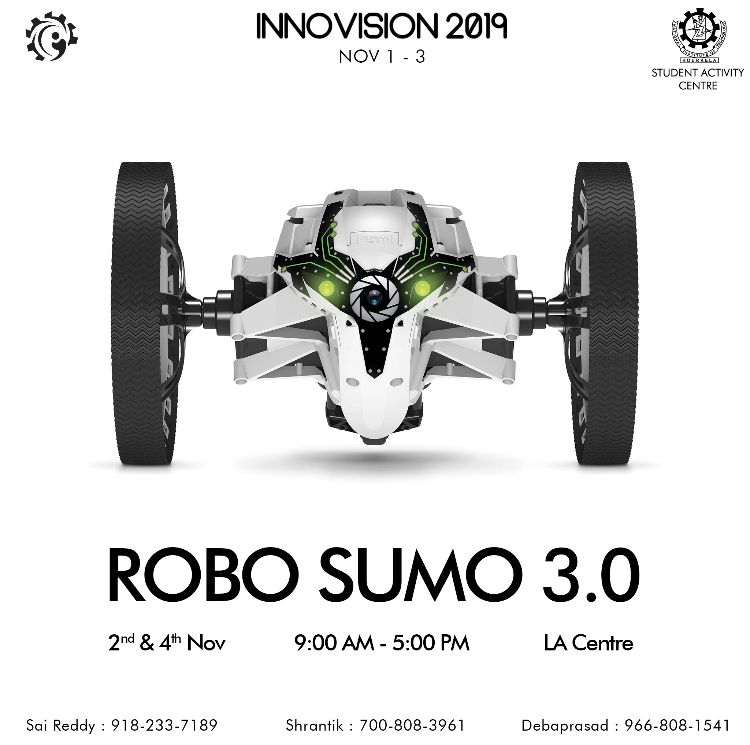 INNOVISION 2019
NOV 1 - 3
ROURKELA
STUDENT ACTIVITY
CENTRE
Parrot
ROBO SUMO 3.0
2nd & 4th Nov 9:00 AM - 5:00 PM LA Centre
Sai Reddy : 918-233-7189 Shrantik : 700-808-3961 Debaprasad : 966-808-1541